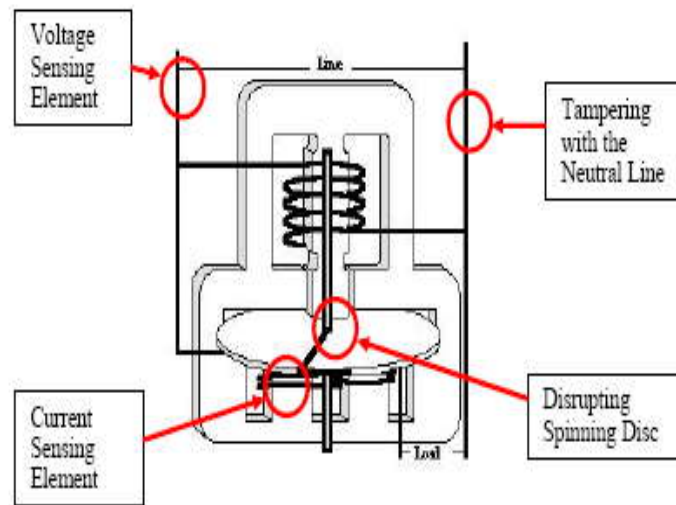 Voltage
Sensing
Element
Line
Tampering
with the
Neutral Line
Current
Sensing
Element
Disrupting
Spinning Disc
Load